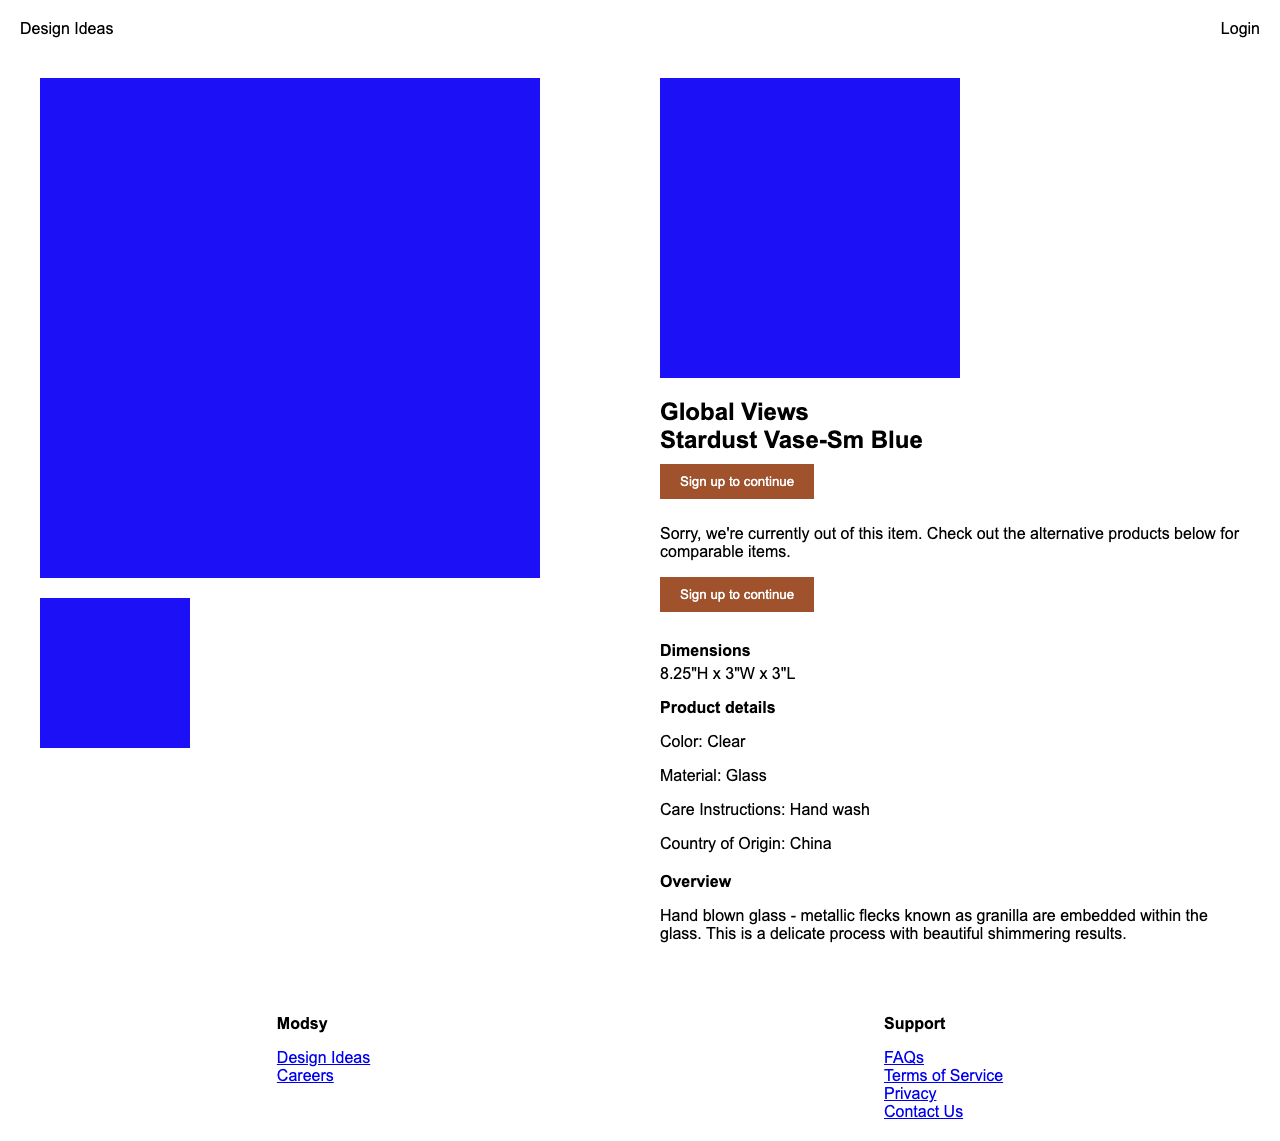 Design Ideas
Login
Global Views
Stardust Vase-Sm Blue
Sign up to continue
Sorry, we're currently out of this item. Check out the alternative products below for
comparable items.
Sign up to continue
Dimensions
8.25"H x 3"W x 3"L
Product details
Color: Clear
Material: Glass
Care Instructions: Hand wash
Country of Origin: China
Overview
Hand blown glass - metallic flecks known as granilla are embedded within the
glass. This is a delicate process with beautiful shimmering results.
Modsy
Design Ideas
Careers
Support
FAQs
Terms of Service
Privacy
Contact Us